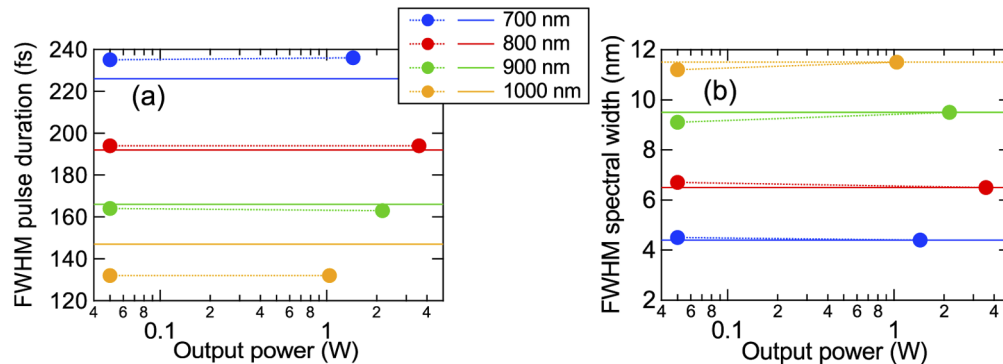 700 nm
800 nm
900 nm
1000 nm
FWHM pulse duration (fs)
240
220
200
180
160
140
120
(a)
4 6 8 2 4 6 8 2 4
0.1 1
Output power (W)
FWHM spectral width (nm)
12
10
8
6
4
2
(b)
4 6 8 2 4 6 8 2 4
0.1 1
Output power (W)